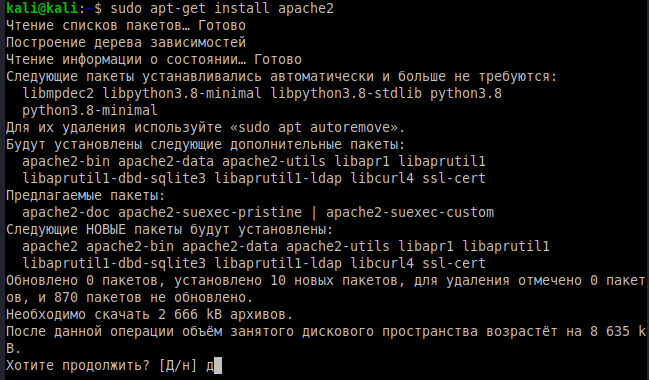 kali@kali:~$ sudo apt-get install apache2
Чтение списков пакетов… Готово
Построение дерева зависимостей
Чтение информации о состоянии… Готово
Следующие пакеты устанавливались автоматически и больше не требуются:
  libmpdec2 libpython3.8-minimal libpython3.8-stdlib python3.8
  python3.8-minimal
Для их удаления используйте «sudo apt autoremove».
Будут установлены следующие дополнительные пакеты:
  apache2-bin apache2-data apache2-utils libapr1 libaprutil1
  libaprutil1-dbd-sqlite3 libaprutil1-ldap libcurl4 ssl-cert
Предлагаемые пакеты:
  apache2-doc apache2-suexec-pristine | apache2-suexec-custom
Следующие НОВЫЕ пакеты будут установлены:
  apache2 apache2-bin apache2-data apache2-utils libapr1 libaprutil1
  libaprutil1-dbd-sqlite3 libaprutil1-ldap libcurl4 ssl-cert
Обновлено 0 пакетов, установлено 10 новых пакетов, для удаления отмечено 0 пакет
ов, и 870 пакетов не обновлено.
Необходимо скачать 2 666 kB архивов.
После данной операции объём занятого дискового пространства возрастёт на 8 635 k
B.
Хотите продолжить? [Д/н] д